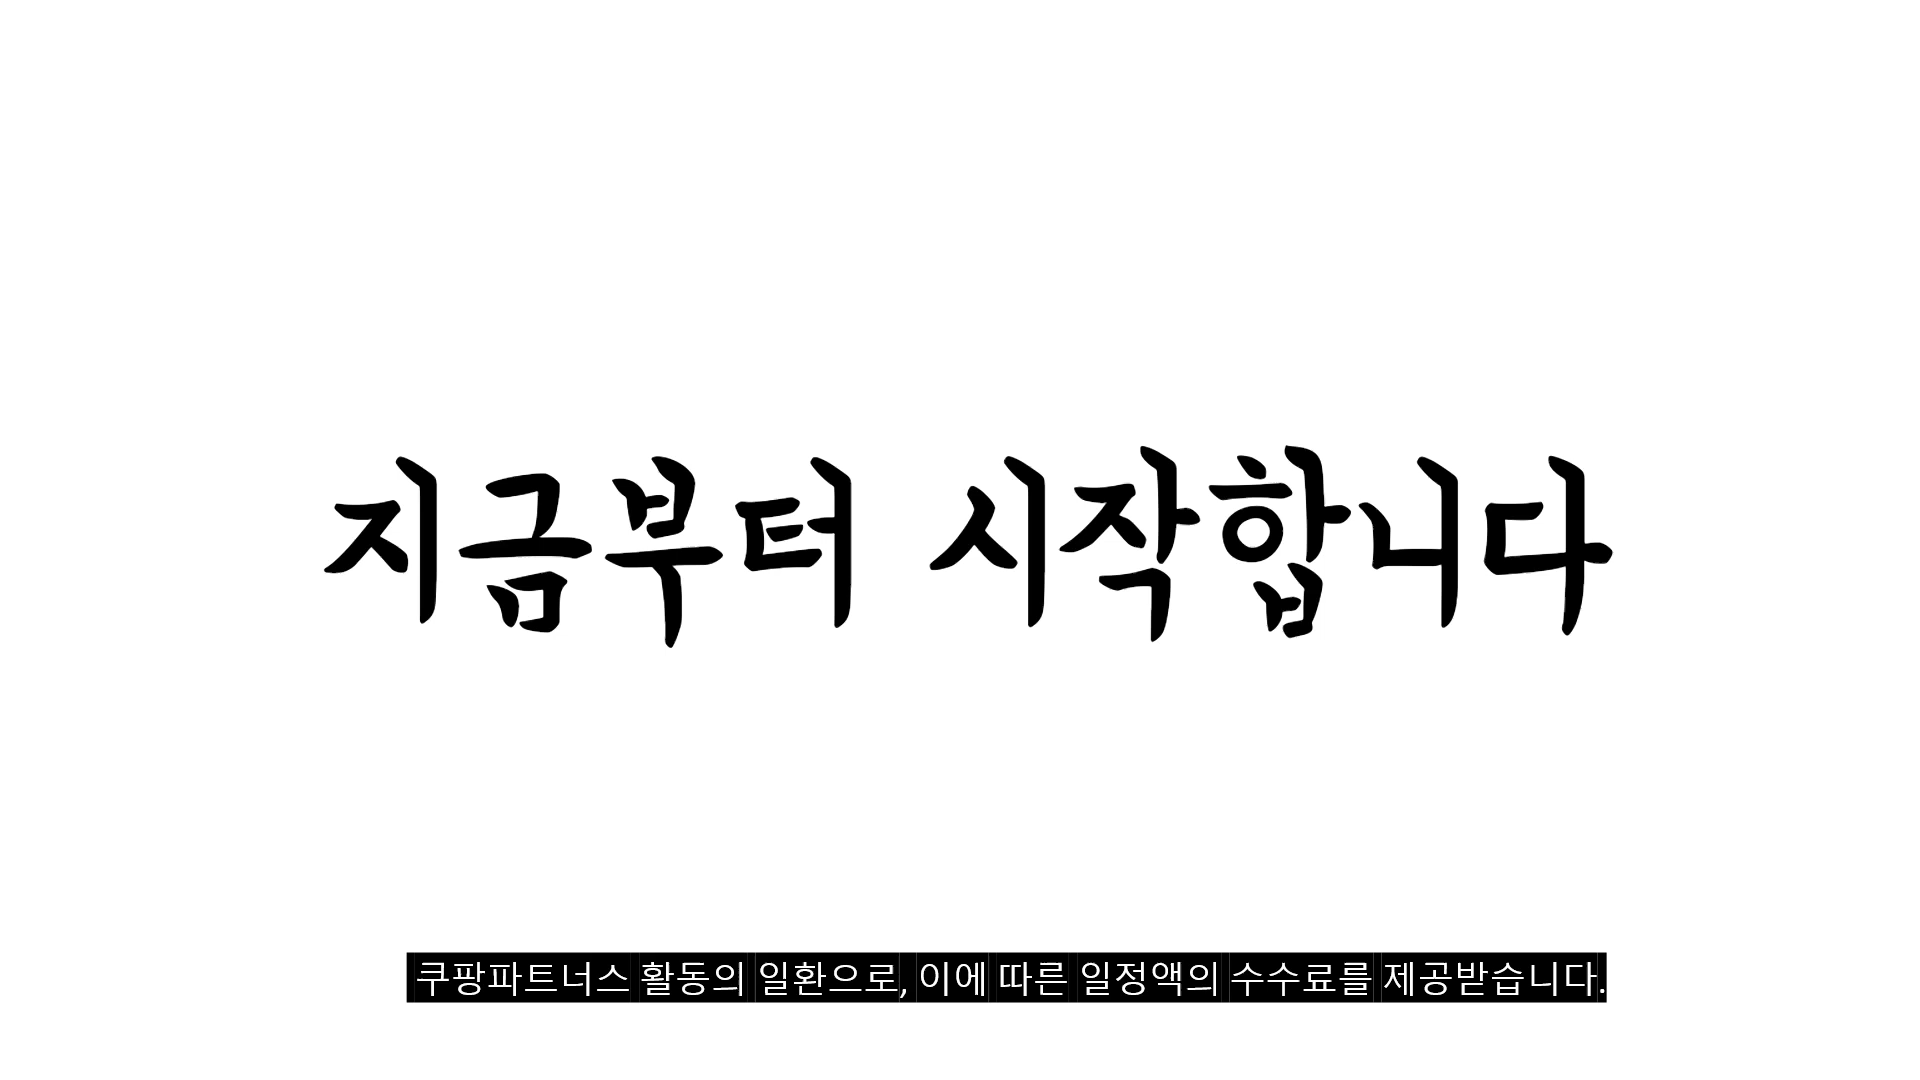 지금부터 시작합니다
쿠팡파트너스 활동의 일환으로, 이에 따른 일정액의 수수료를 제공받습니다.